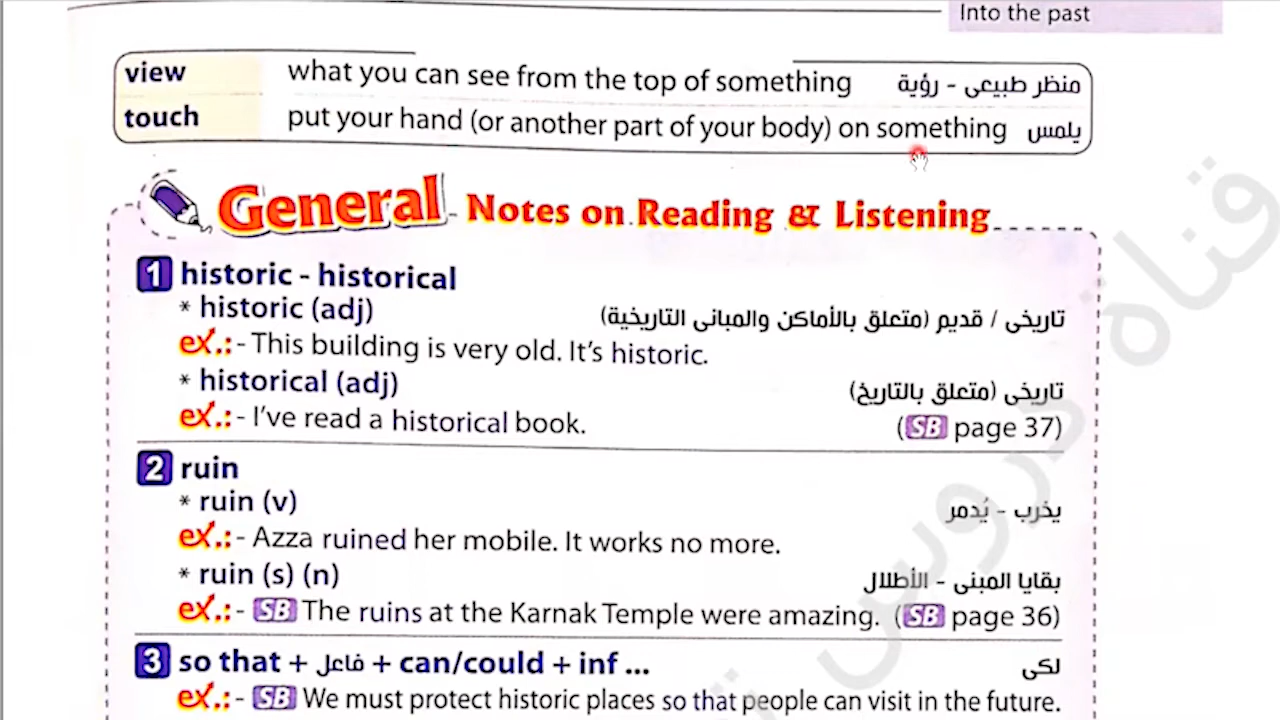 Into the past
view what you can see from the top of something منظر طبيعى - رؤية
touch put your hand (or another part of your body) on something يلمس
General Notes on Reading & Listening
1 historic - historical
* historic (adj) تاريخى / قديم (متعلق بالأماكن والمبانى التاريخية)
ex.: - This building is very old. It's historic.
* historical (adj) تاريخى (متعلق بالتاريخ)
ex.: - I've read a historical book. (SB page 37)
2 ruin
* ruin (v) يخرب - يُدمر
ex.: - Azza ruined her mobile. It works no more.
* ruin (s) (n) بقايا المبنى - الأطلال
ex.: - SB The ruins at the Karnak Temple were amazing. (SB page 36)
3 so that + فاعل + can/could + inf ... لكى
ex.: - SB We must protect historic places so that people can visit in the future.
قناة دروس